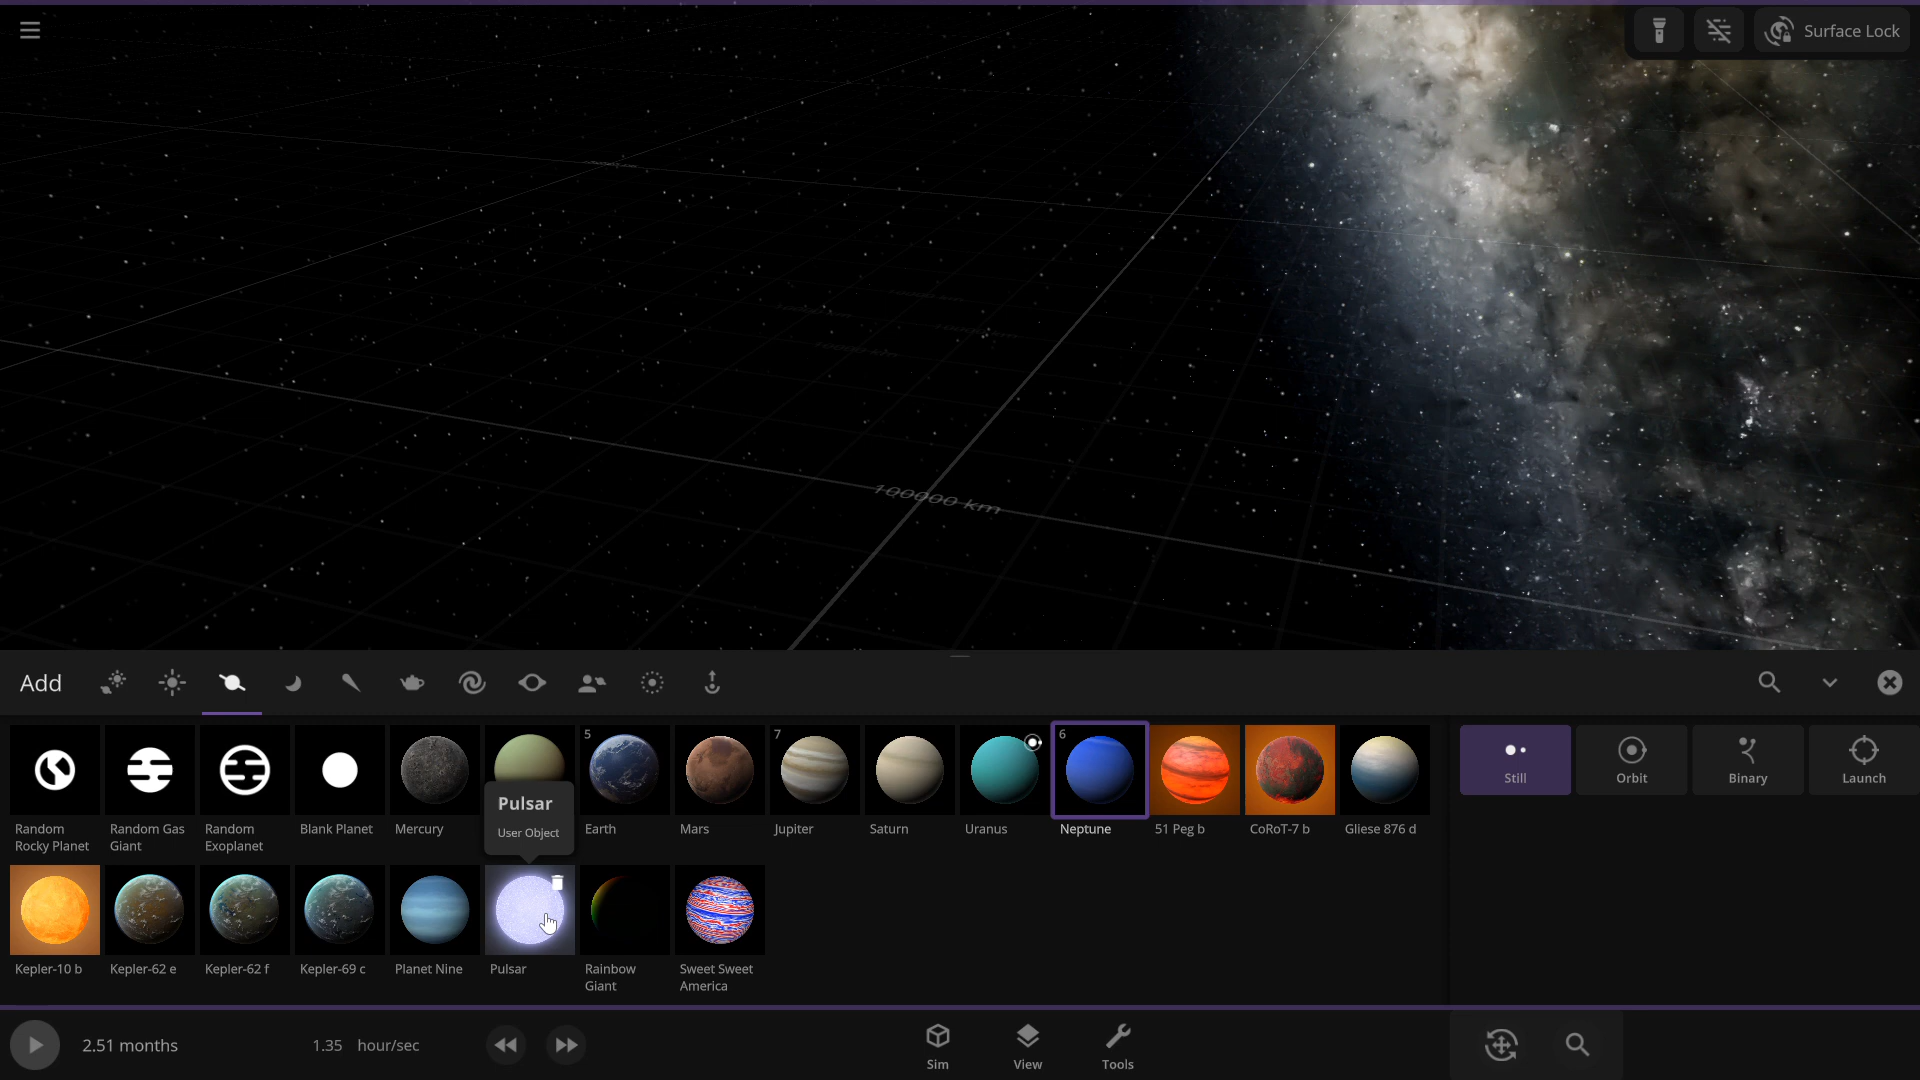 Surface Lock
100000 km
Add
5
7
6
Pulsar
User Object
Random
Rocky Planet
Random Gas
Giant
Random
Exoplanet
Blank Planet
Mercury
Earth
Mars
Jupiter
Saturn
Uranus
Neptune
51 Peg b
CoRoT-7 b
Gliese 876 d
Still
Orbit
Binary
Launch
Kepler-10 b
Kepler-62 e
Kepler-62 f
Kepler-69 c
Planet Nine
Pulsar
Rainbow
Giant
Sweet Sweet
America
2.51 months
1.35 hour/sec
Sim
View
Tools